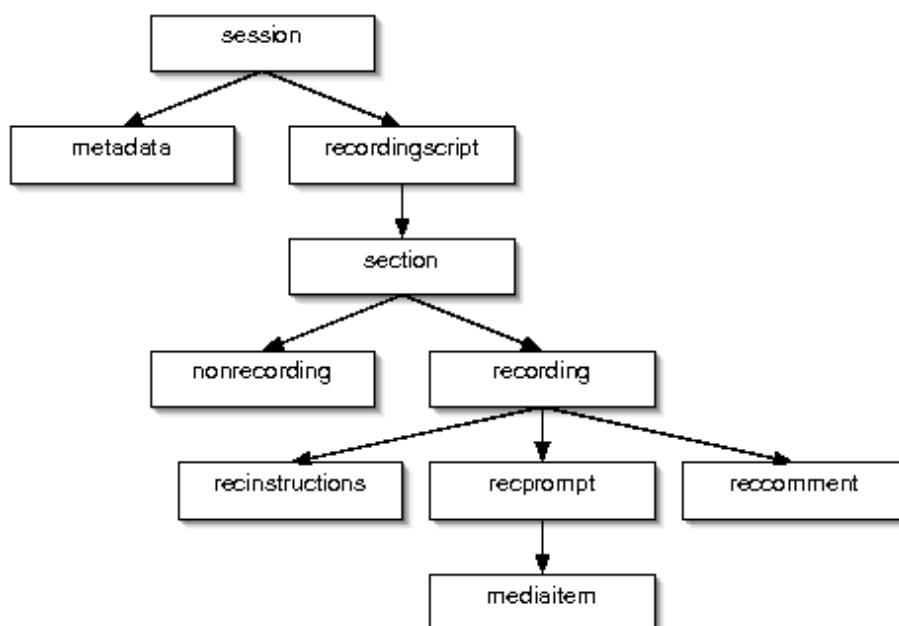 session
metadata
recordingscript
section
nonrecording
recording
recinstructions
recprompt
reccomment
mediaitem